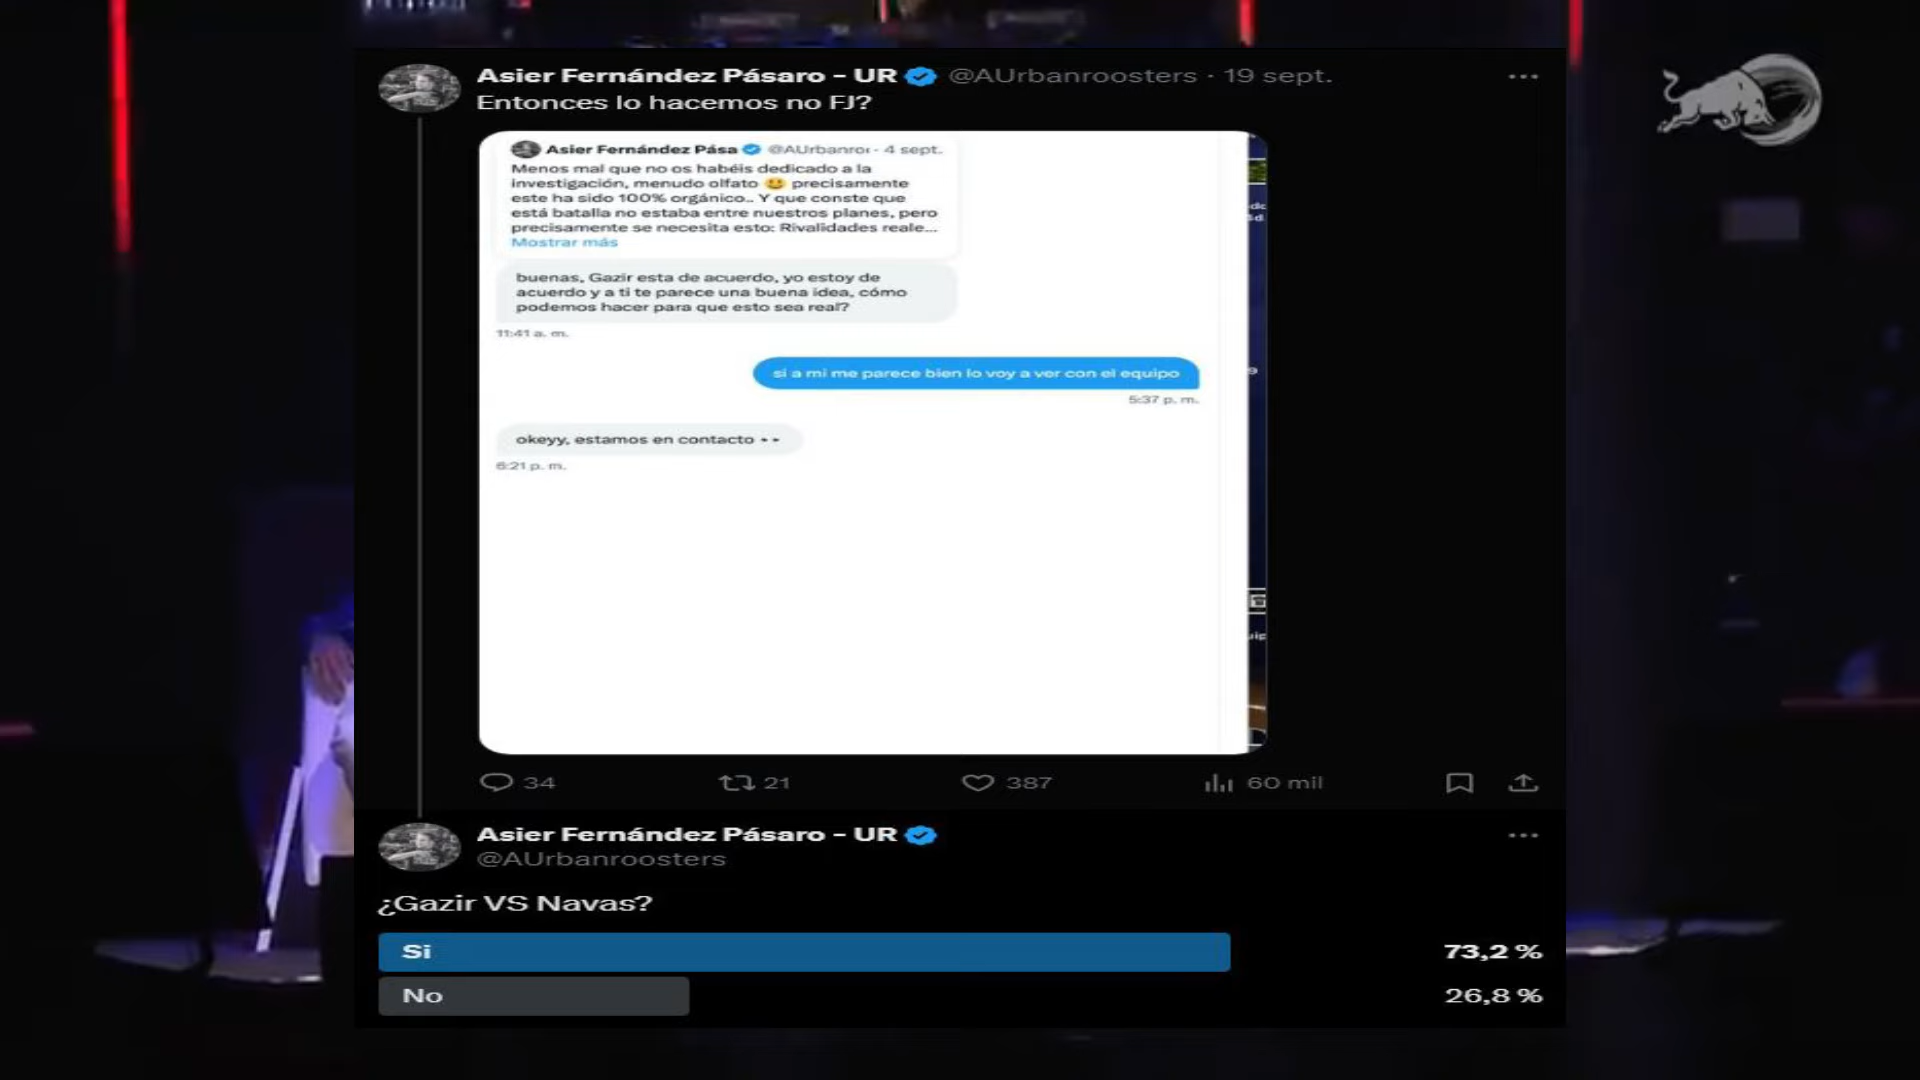 Asier Fernández Pásaro - UR @AUrbanroosters · 19 sept.
Entonces lo hacemos no FJ?
Asier Fernández Pása @AUrbanro · 4 sept.
Menos mal que no os habéis dedicado a la
investigación, menudo olfato 😃 precisamente
este ha sido 100% orgánico.. Y que conste que
está batalla no estaba entre nuestros planes, pero
precisamente se necesita esto: Rivalidades reale...
Mostrar más
buenas, Gazir esta de acuerdo, yo estoy de
acuerdo y a ti te parece una buena idea, cómo
podemos hacer para que esto sea real?
11:41 a. m.
si a mi me parece bien lo voy a ver con el equipo
5:37 p. m.
okeyy, estamos en contacto
6:21 p. m.
34 21 387 60 mil
Asier Fernández Pásaro - UR
@AUrbanroosters
¿Gazir VS Navas?
Si 73,2 %
No 26,8 %